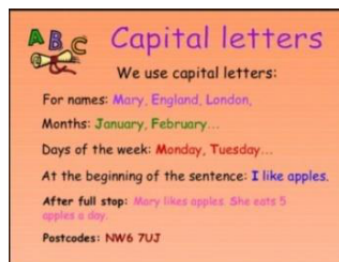 ABC
Capital letters
We use capital letters:
For names: Mary, England, London,
Months: January, February...
Days of the week: Monday, Tuesday...
At the beginning of the sentence: I like apples.
After full stop: Mary likes apples. She eats 5
apples a day.
Postcodes: NW6 7UJ